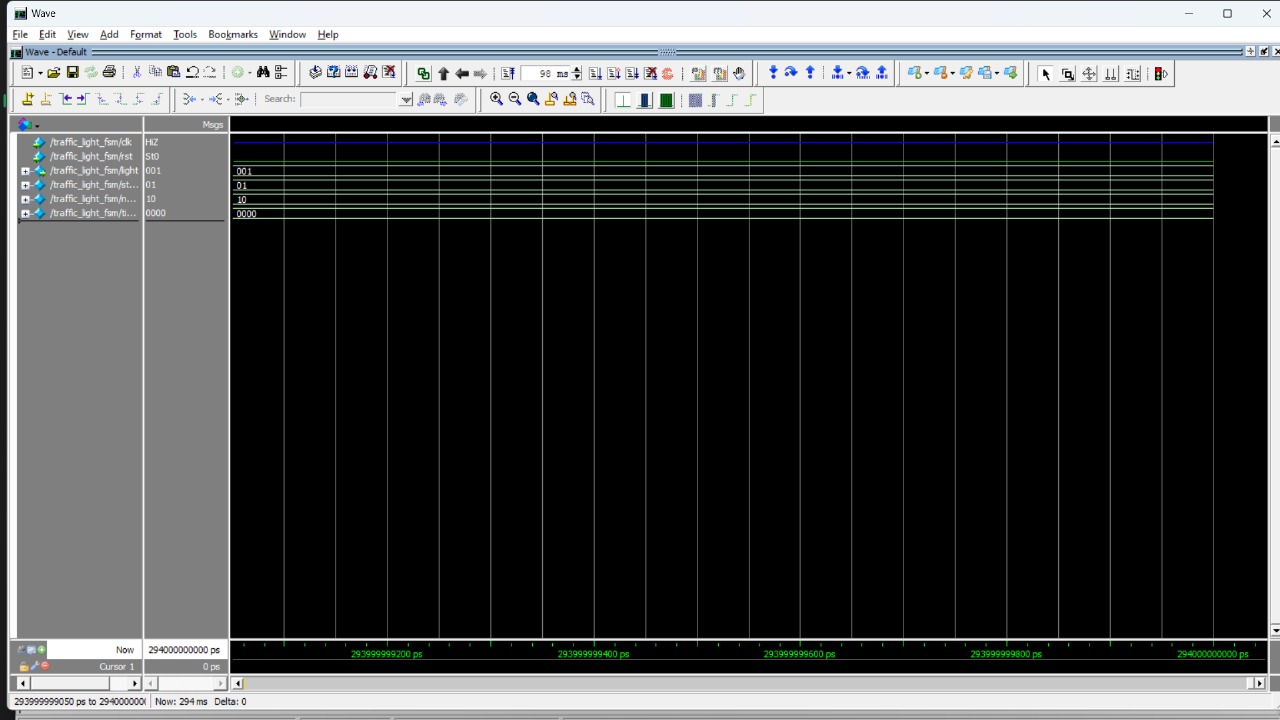 Wave
File Edit View Add Format Tools Bookmarks Window Help
Wave - Default
98 ms
Search:
Msgs
/traffic_light_fsm/clk HiZ
/traffic_light_fsm/rst St0
/traffic_light_fsm/light 001 001
/traffic_light_fsm/st... 01 01
/traffic_light_fsm/n... 10 10
/traffic_light_fsm/ti... 0000 0000
Now 294000000000 ps 293999999200 ps 293999999400 ps 293999999600 ps 293999999800 ps 294000000000 ps
Cursor 1 0 ps
293999999050 ps to 2940000000 Now: 294 ms Delta: 0